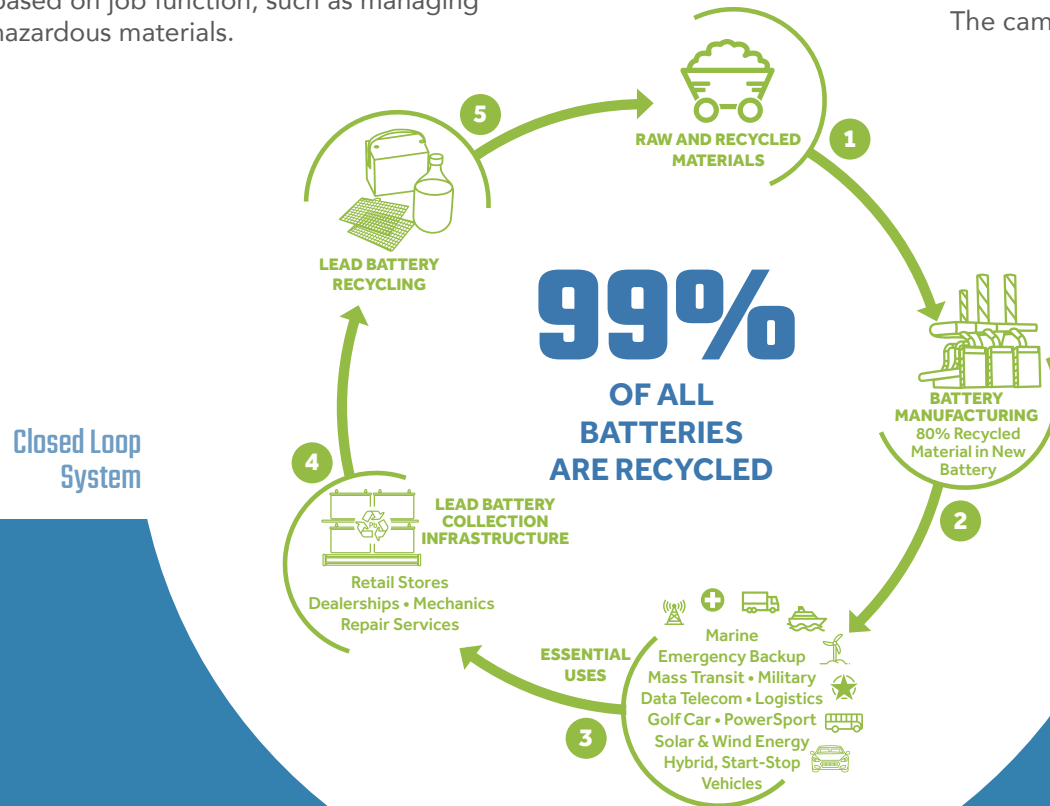 based on job function, such as managing
hazardous materials.
The cam
5
RAW AND RECYCLED
MATERIALS
1
LEAD BATTERY
RECYCLING
99%
OF ALL
BATTERIES
ARE RECYCLED
BATTERY
MANUFACTURING
80% Recycled
Material in New
Battery
Closed Loop
System
4
Pb
LEAD BATTERY
COLLECTION
INFRASTRUCTURE
Retail Stores
Dealerships • Mechanics
Repair Services
2
ESSENTIAL
USES
3
Marine
Emergency Backup
Mass Transit • Military
Data Telecom • Logistics
Golf Car • PowerSport
Solar & Wind Energy
Hybrid, Start-Stop
Vehicles